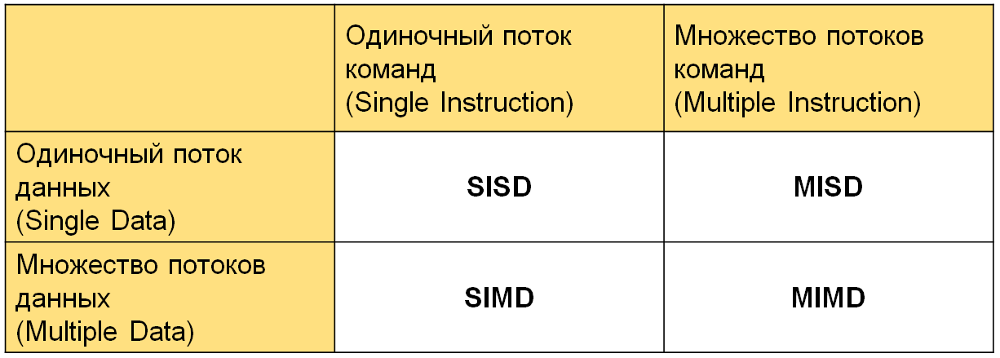 Одиночный поток
команд
(Single Instruction)
Множество потоков
команд
(Multiple Instruction)
Одиночный поток
данных
(Single Data)
SISD
MISD
Множество потоков
данных
(Multiple Data)
SIMD
MIMD